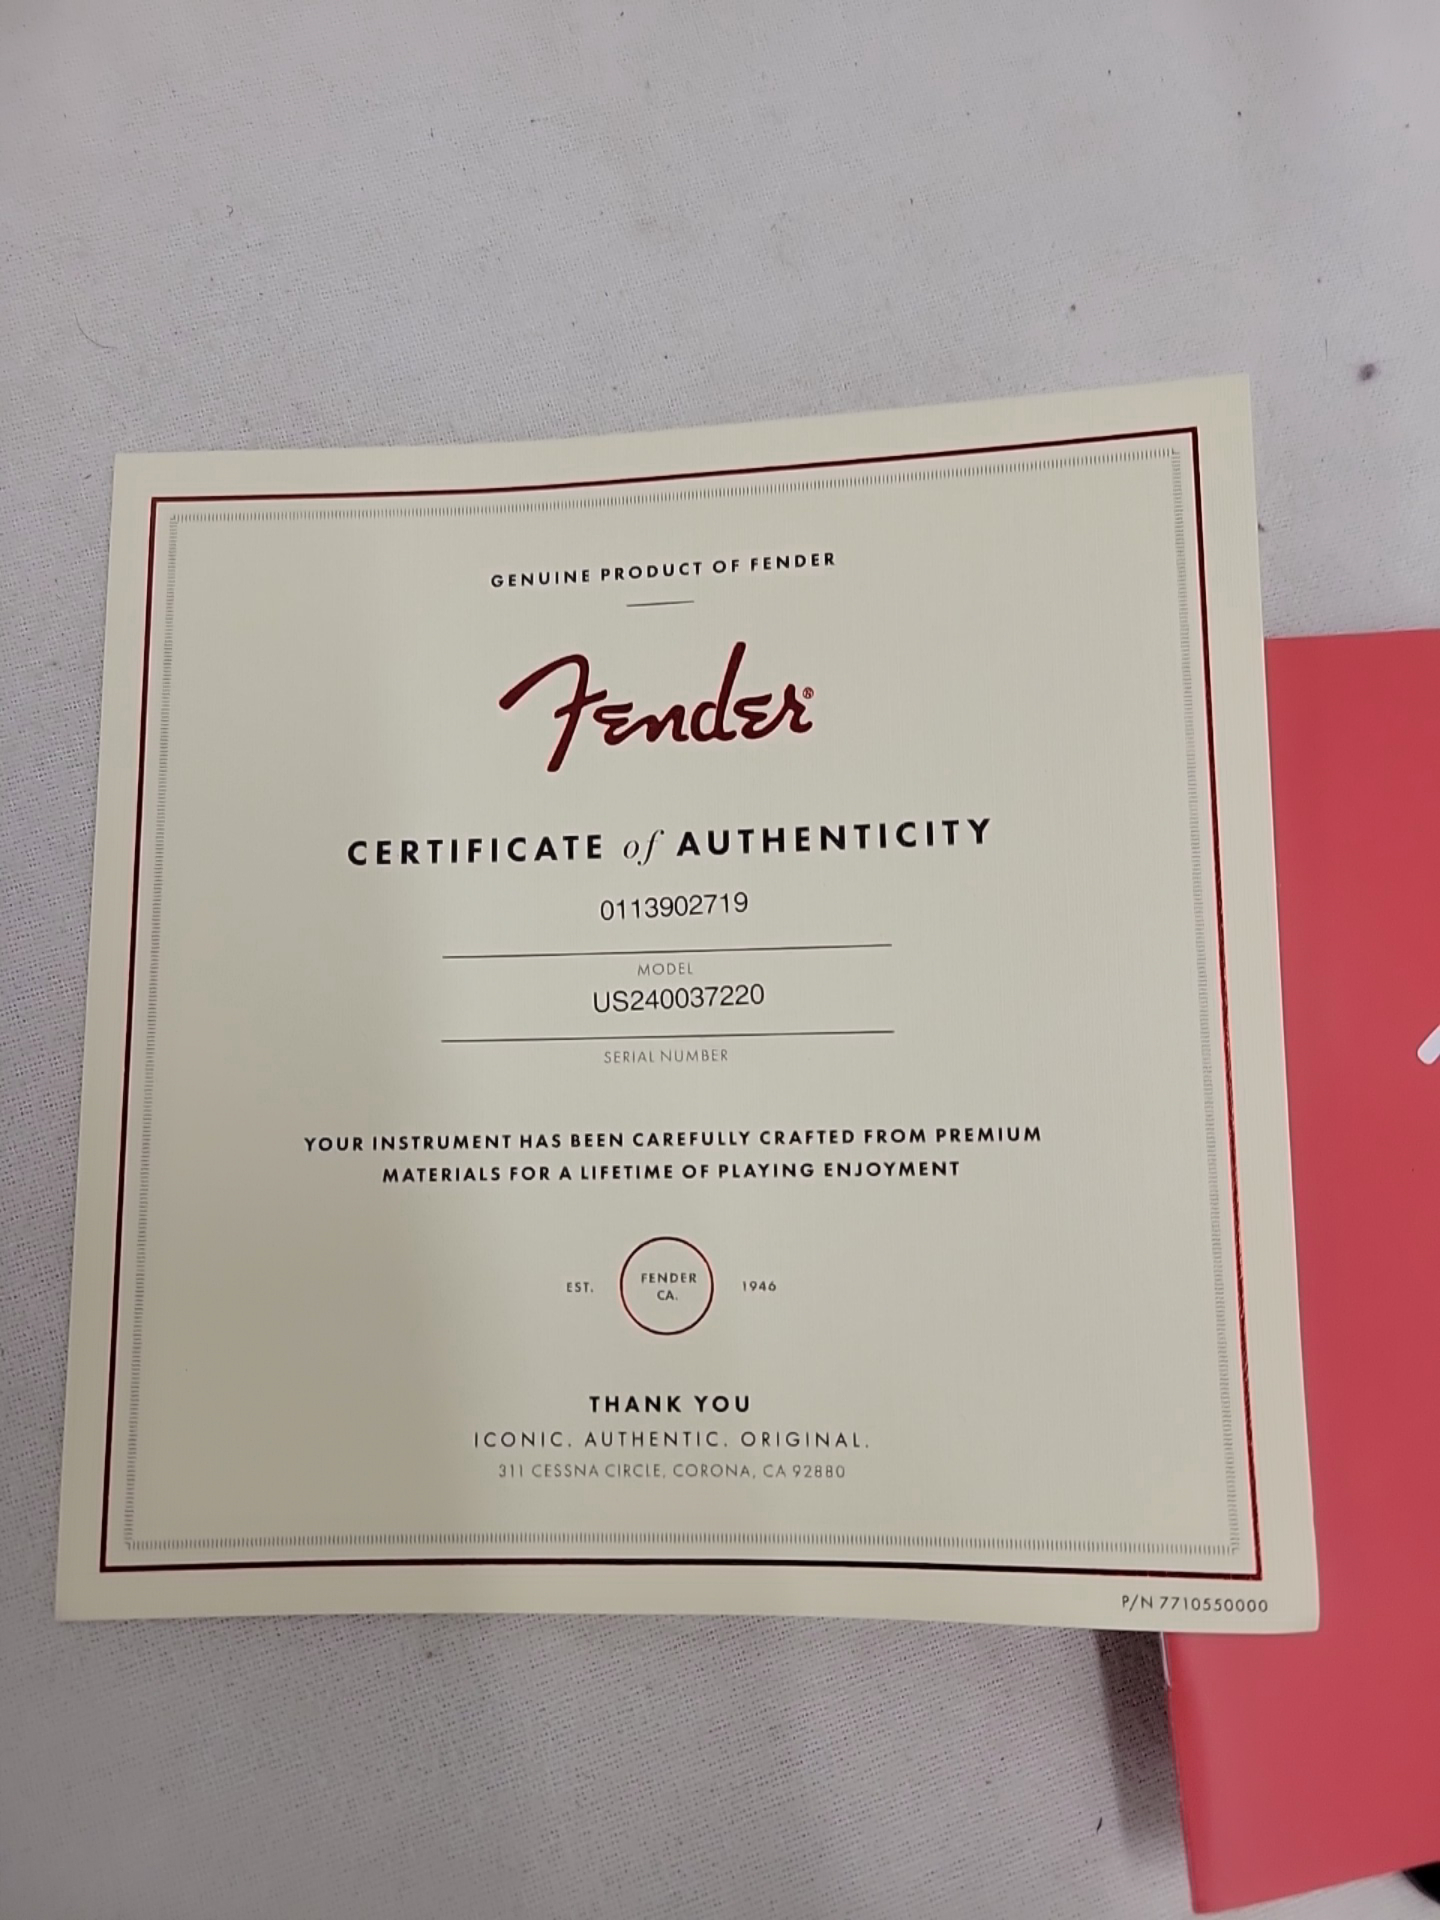 GENUINE PRODUCT OF FENDER
Fender®
CERTIFICATE of AUTHENTICITY
0113902719
MODEL
US240037220
SERIAL NUMBER
YOUR INSTRUMENT HAS BEEN CAREFULLY CRAFTED FROM PREMIUM
MATERIALS FOR A LIFETIME OF PLAYING ENJOYMENT
EST. FENDER CA. 1946
THANK YOU
ICONIC. AUTHENTIC. ORIGINAL.
311 CESSNA CIRCLE, CORONA, CA 92880
P/N 7710550000